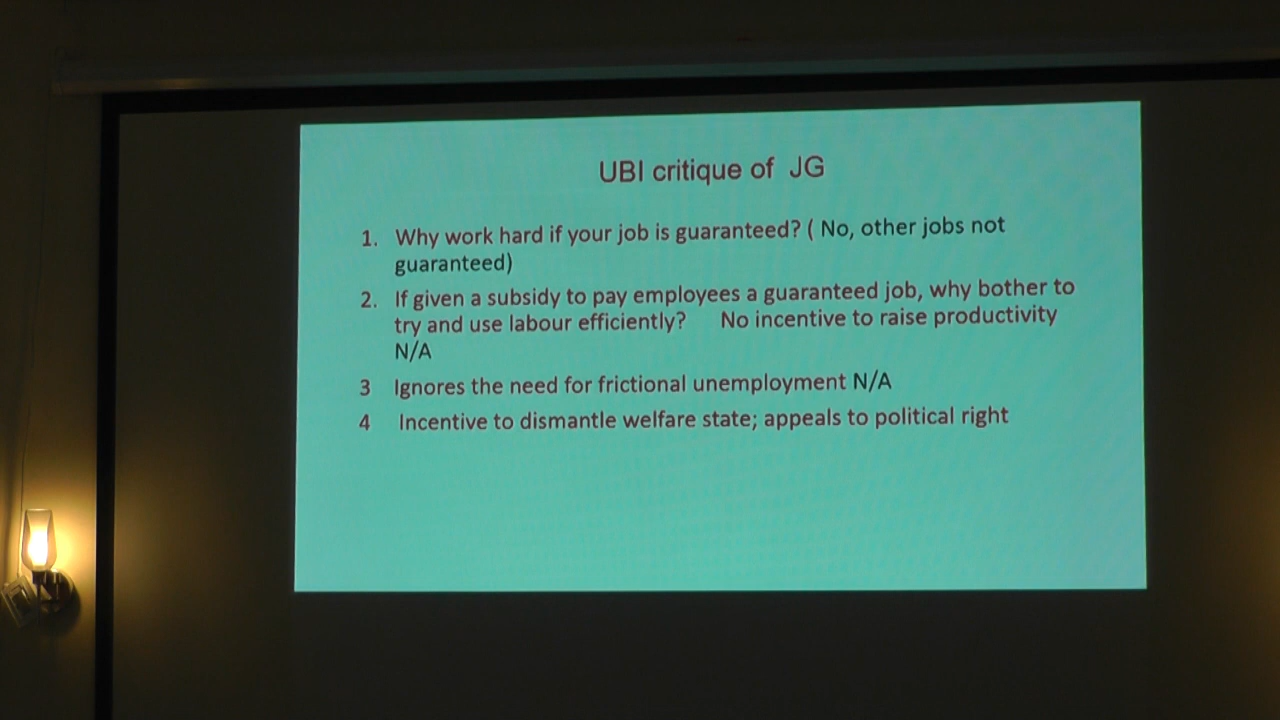 UBI critique of JG
1. Why work hard if your job is guaranteed? ( No, other jobs not
guaranteed)
2. If given a subsidy to pay employees a guaranteed job, why bother to
try and use labour efficiently? No incentive to raise productivity
N/A
3 Ignores the need for frictional unemployment N/A
4 Incentive to dismantle welfare state; appeals to political right